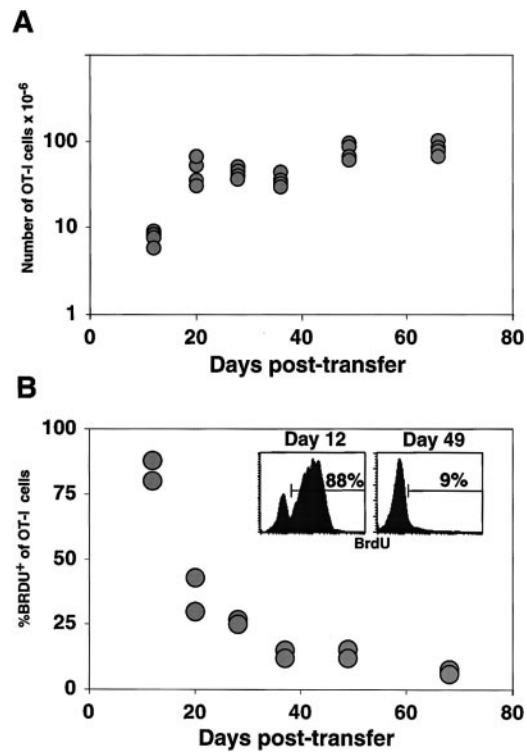 A
Number of OT-I cells x 10-6
100
10
1
0 20 40 60 80
Days post-transfer
B
%BRDU+ of OT-I cells
100
75
50
25
0
Day 12 Day 49
88% 9%
BrdU
0 20 40 60 80
Days post-transfer